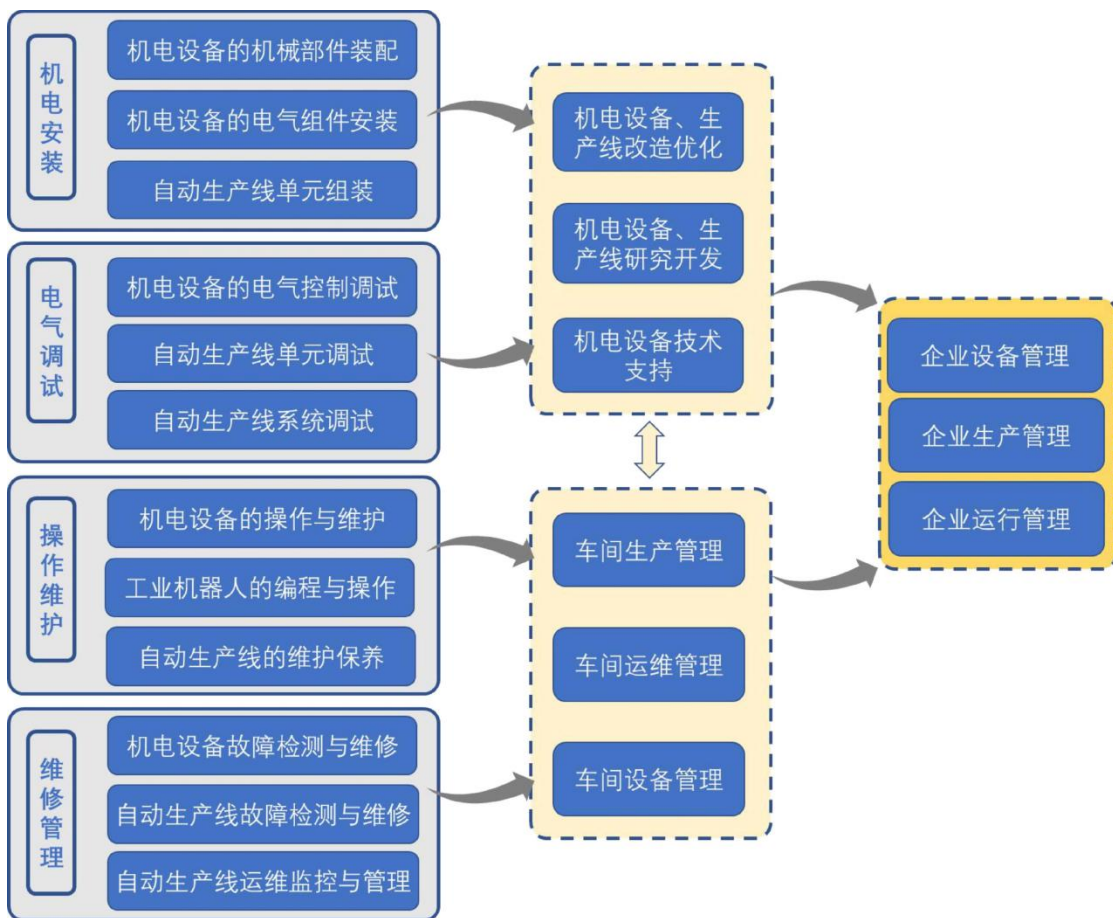 机电安装
机电设备的机械部件装配
机电设备的电气组件安装
自动生产线单元组装
电气调试
机电设备的电气控制调试
自动生产线单元调试
自动生产线系统调试
操作维护
机电设备的操作与维护
工业机器人的编程与操作
自动生产线的维护保养
维修管理
机电设备故障检测与维修
自动生产线故障检测与维修
自动生产线运维监控与管理
机电设备、生
产线改造优化
机电设备、生
产线研究开发
机电设备技术
支持
车间生产管理
车间运维管理
车间设备管理
企业设备管理
企业生产管理
企业运行管理